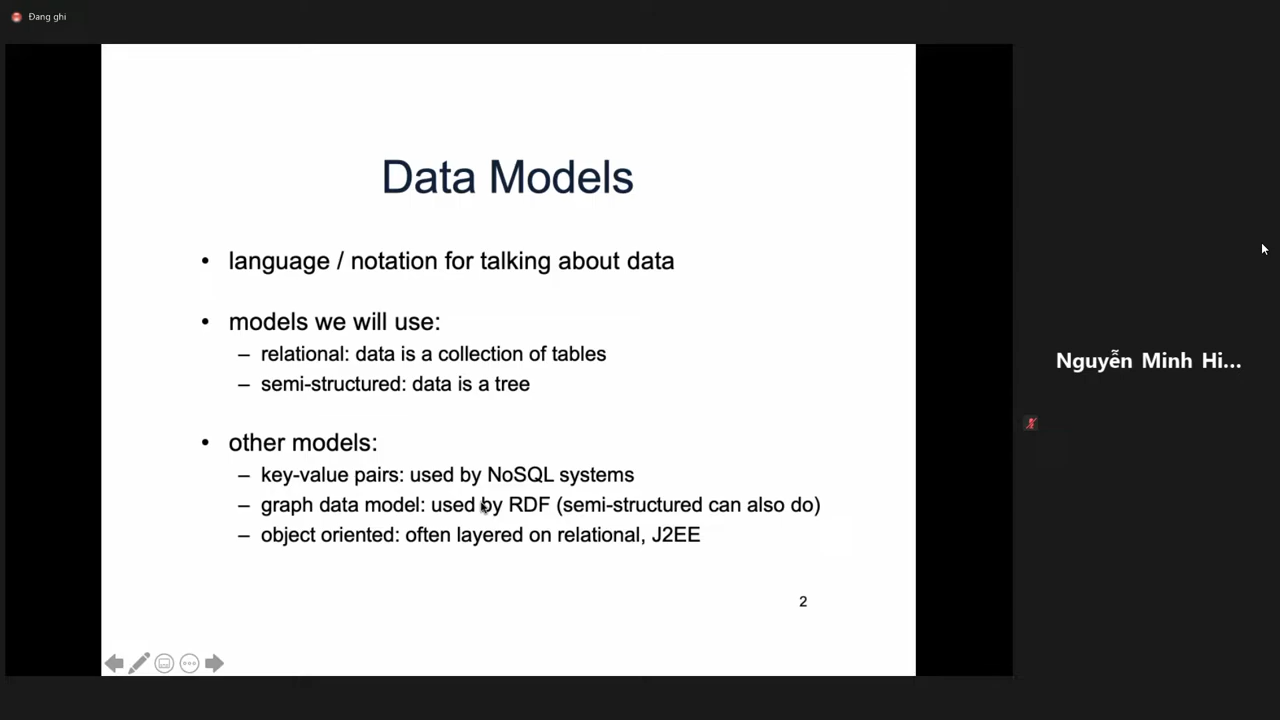 Đang ghi
Data Models
• language / notation for talking about data
• models we will use:
– relational: data is a collection of tables
– semi-structured: data is a tree
• other models:
– key-value pairs: used by NoSQL systems
– graph data model: used by RDF (semi-structured can also do)
– object oriented: often layered on relational, J2EE
2
Nguyễn Minh Hi...